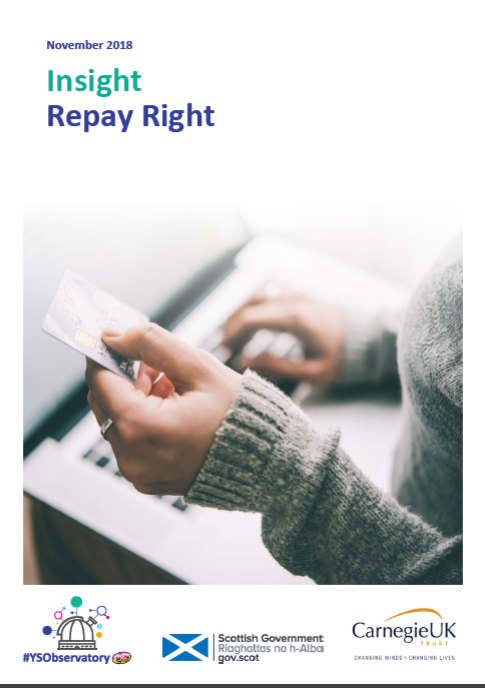 November 2018
Insight
Repay Right
#YSObservatory
Scottish Government
Riaghaltas na h-Alba
gov.scot
CarnegieUK
TRUST
CHANGING MINDS • CHANGING LIVES